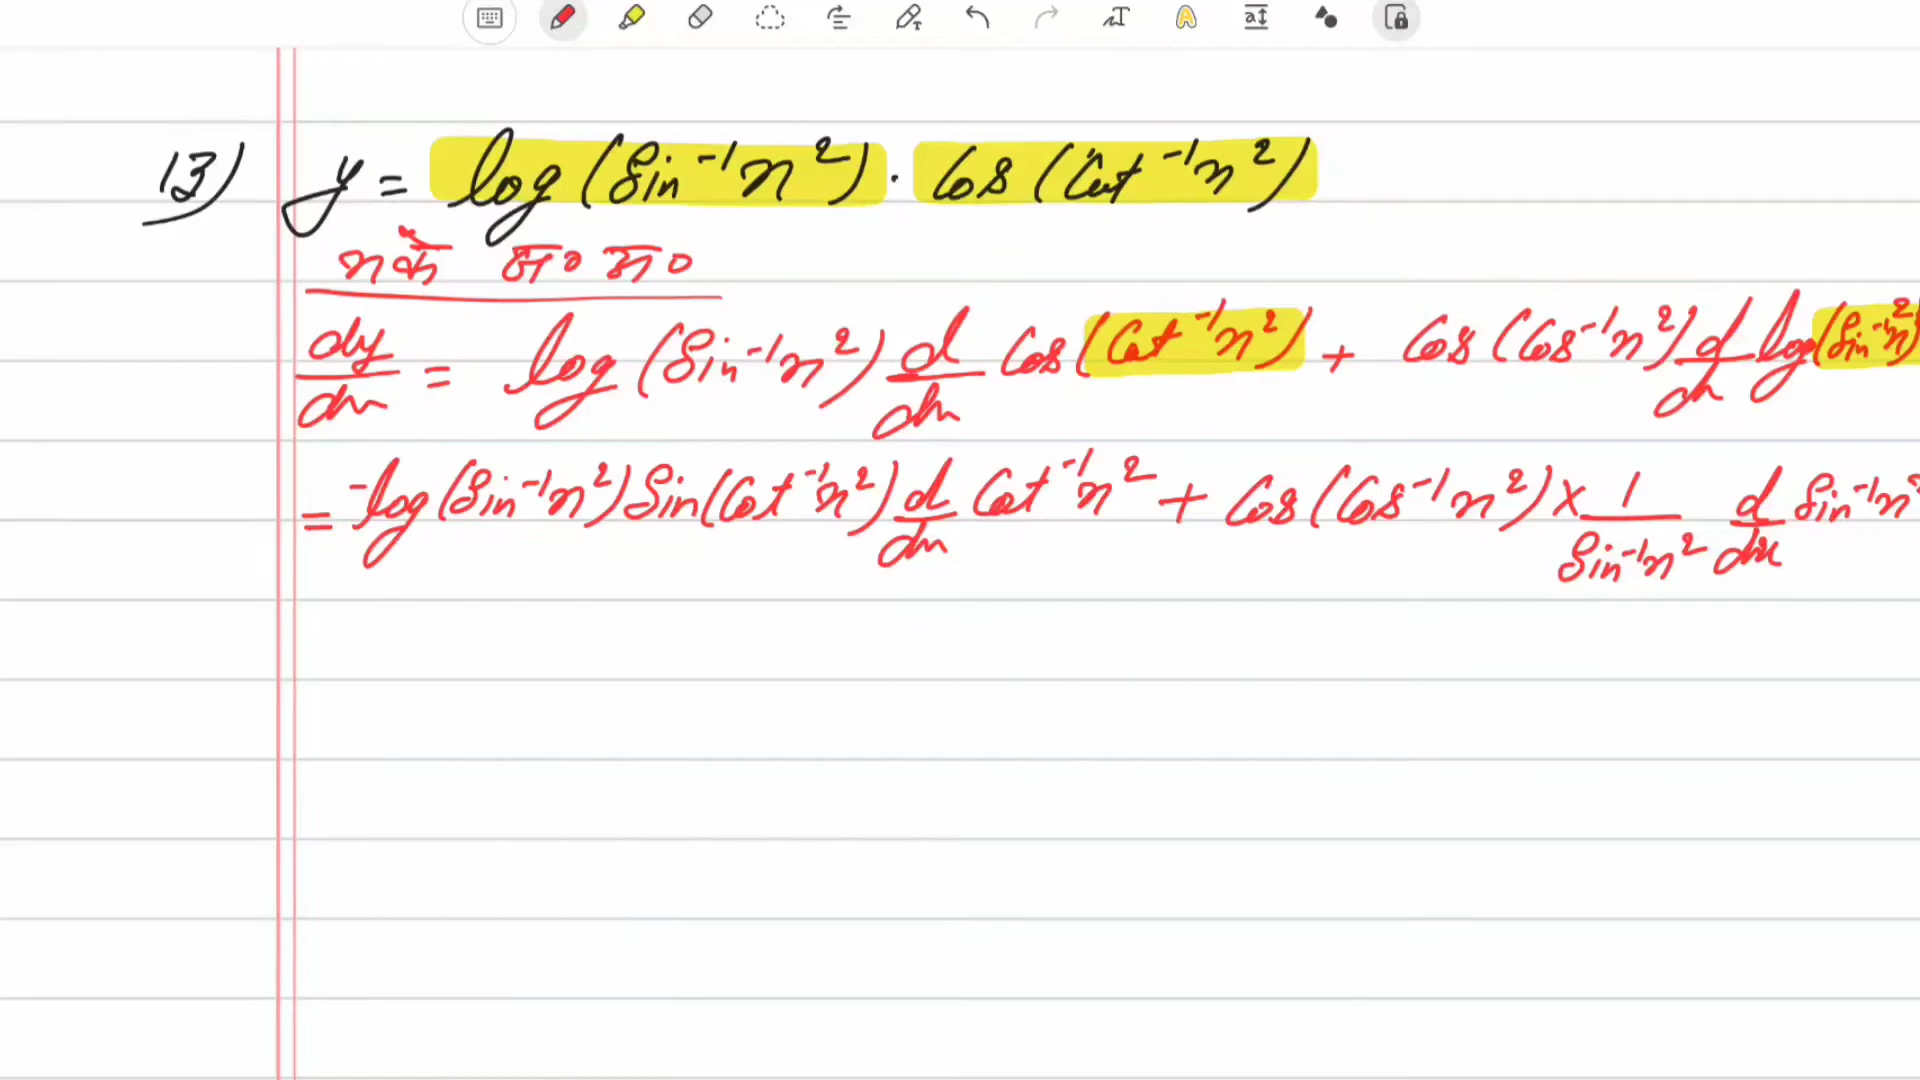 13) y = log(Sin⁻¹x²) . Cos(Cot⁻¹x²)
x के सा० अ०
dy/dx = log(Sin⁻¹x²) d/dx Cos(Cot⁻¹x²) + Cos(Cos⁻¹x²) d/dx log(Sin⁻¹x²)
= -log(Sin⁻¹x²) Sin(Cot⁻¹x²) d/dx Cot⁻¹x² + Cos(Cos⁻¹x²) × 1/Sin⁻¹x² d/dx Sin⁻¹x²